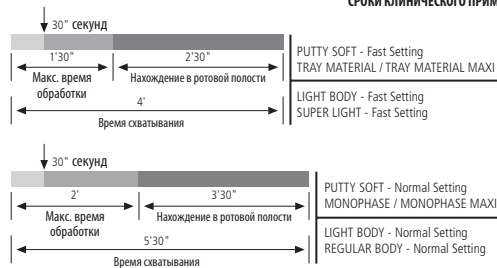 СРОКИ КЛИНИЧЕСКОГО ПРИМ
30" секунд
1'30" 2'30"
Макс. время Нахождение в ротовой полости
обработки
4'
Время схватывания
PUTTY SOFT - Fast Setting
TRAY MATERIAL / TRAY MATERIAL MAXI
LIGHT BODY - Fast Setting
SUPER LIGHT - Fast Setting
30" секунд
2' 3'30"
Макс. время Нахождение в ротовой полости
обработки
5'30"
Время схватывания
PUTTY SOFT - Normal Setting
MONOPHASE / MONOPHASE MAXI
LIGHT BODY - Normal Setting
REGULAR BODY - Normal Setting